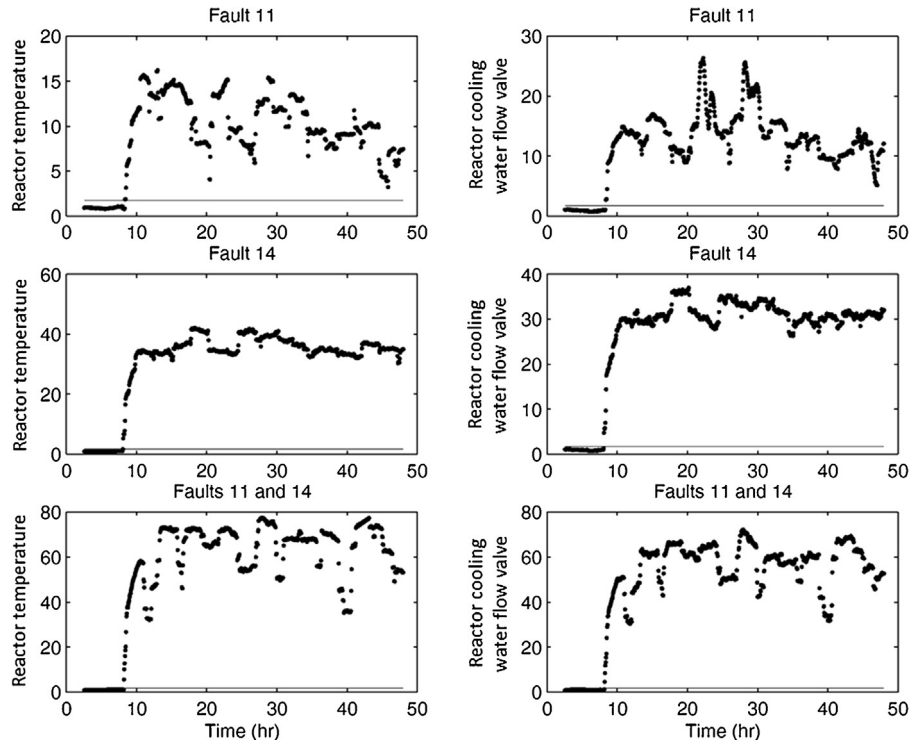 Fault 11
Reactor temperature
20
15
10
5
0
0 10 20 30 40 50
Fault 11
Reactor cooling
water flow valve
30
20
10
0
0 10 20 30 40 50
Fault 14
Reactor temperature
60
40
20
0
0 10 20 30 40 50
Fault 14
Reactor cooling
water flow valve
40
30
20
10
0
0 10 20 30 40 50
Faults 11 and 14
Reactor temperature
80
60
40
20
0
0 10 20 30 40 50
Time (hr)
Faults 11 and 14
Reactor cooling
water flow valve
80
60
40
20
0
0 10 20 30 40 50
Time (hr)